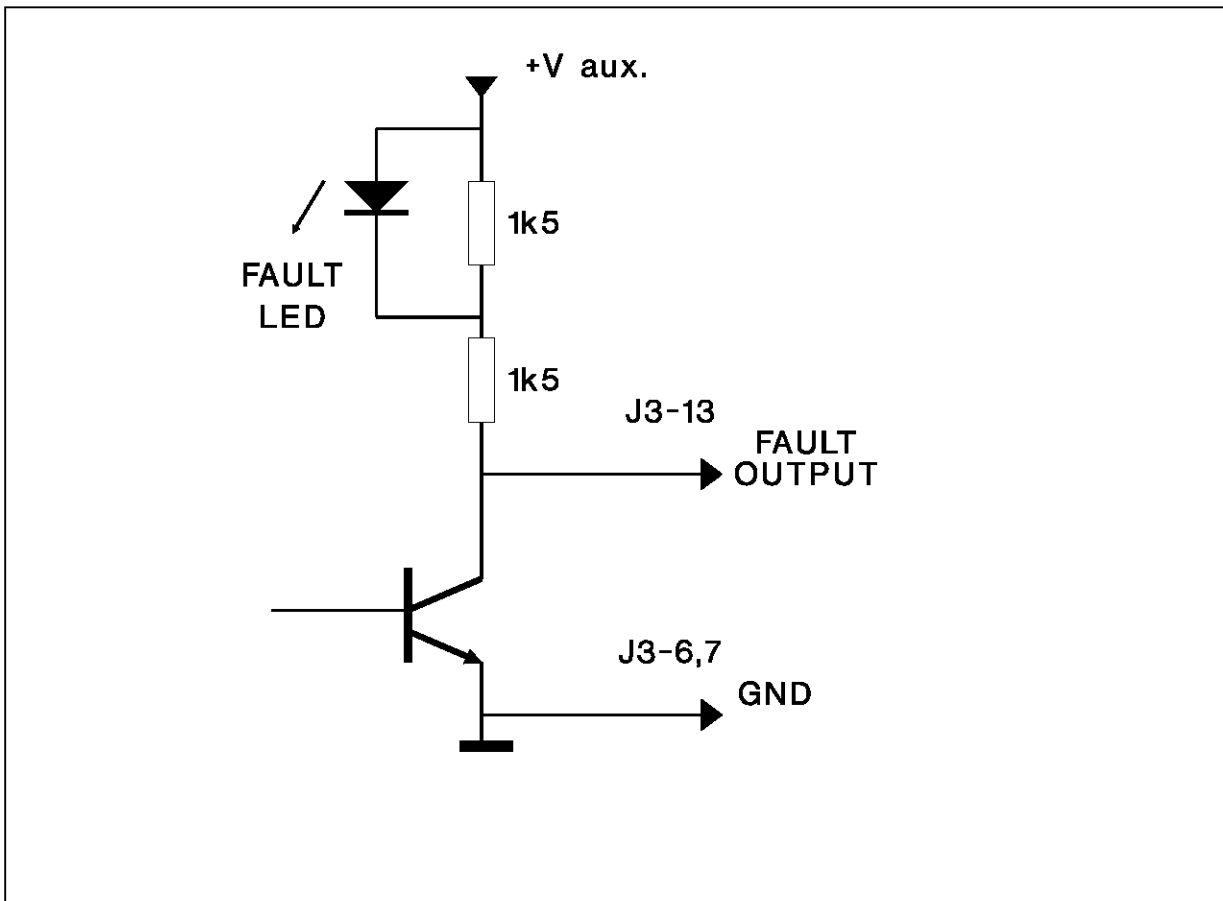 +V aux.
1k5
FAULT
LED
1k5
J3-13
FAULT
OUTPUT
J3-6,7
GND